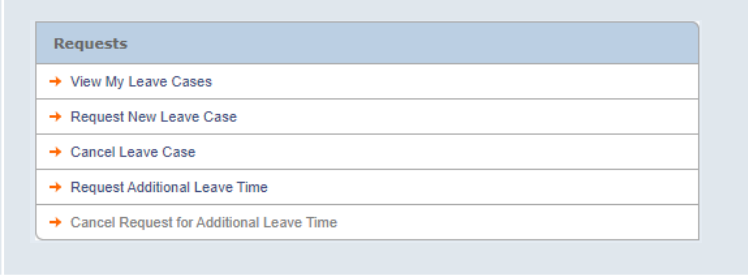 Requests
View My Leave Cases
Request New Leave Case
Cancel Leave Case
Request Additional Leave Time
Cancel Request for Additional Leave Time